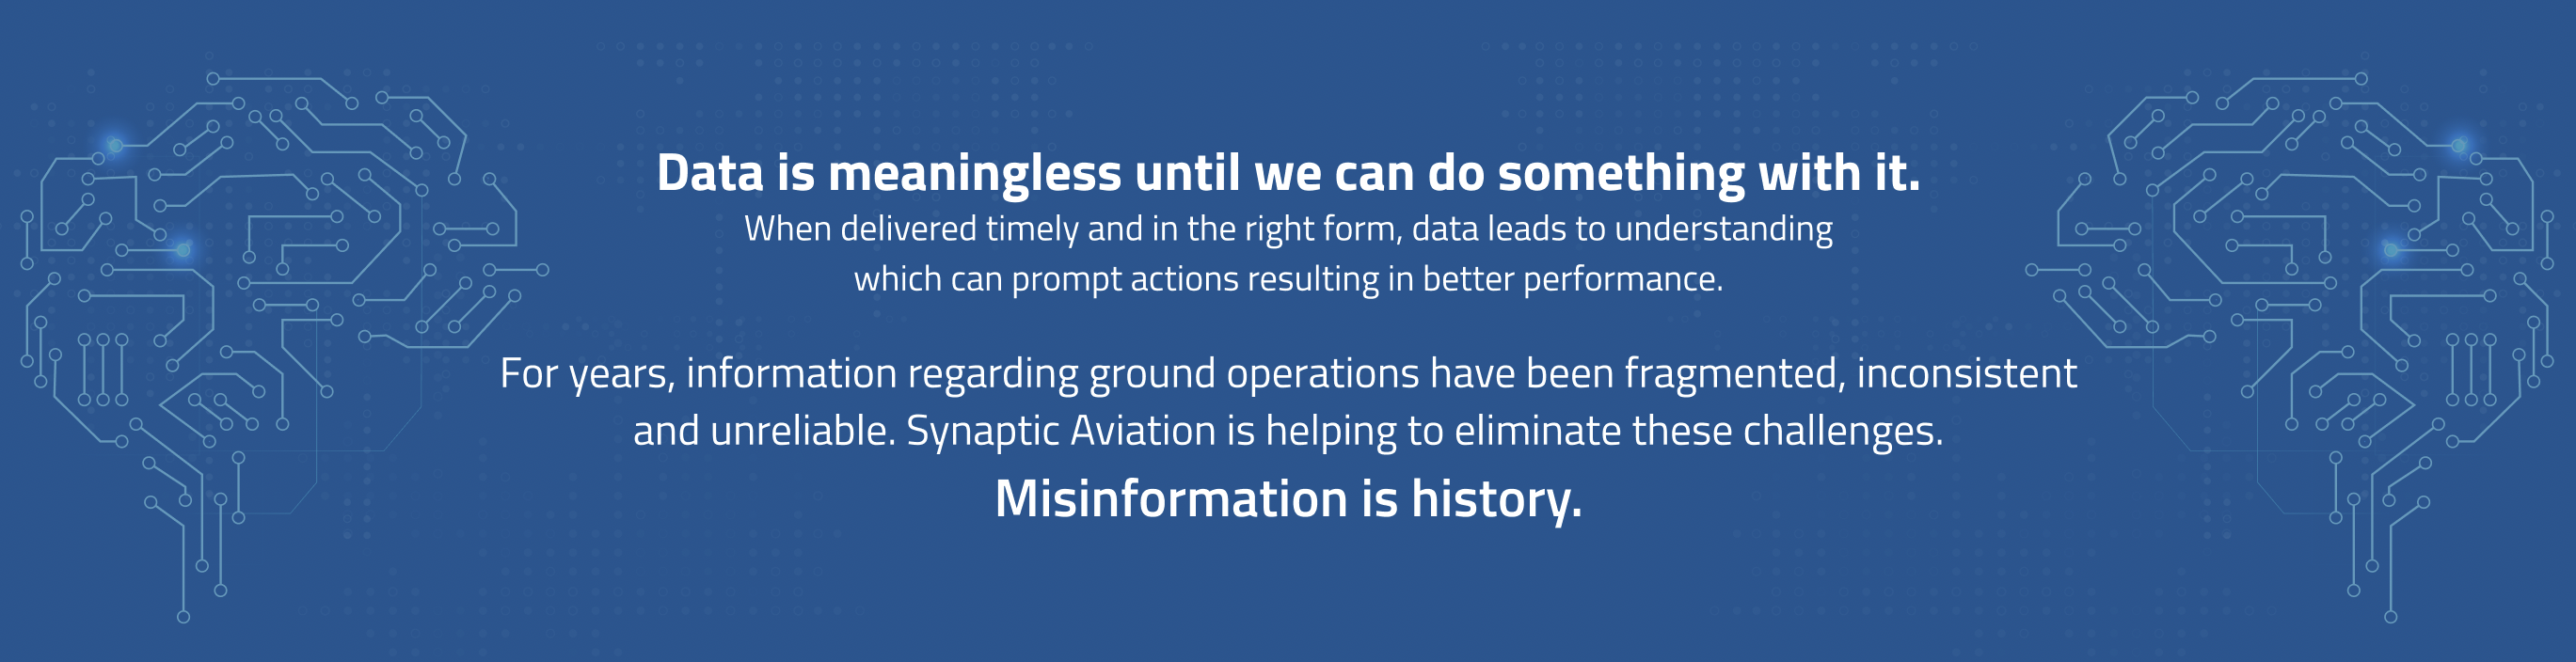 Data is meaningless until we can do something with it.
When delivered timely and in the right form, data leads to understanding
which can prompt actions resulting in better performance.
For years, information regarding ground operations have been fragmented, inconsistent
and unreliable. Synaptic Aviation is helping to eliminate these challenges.
Misinformation is history.